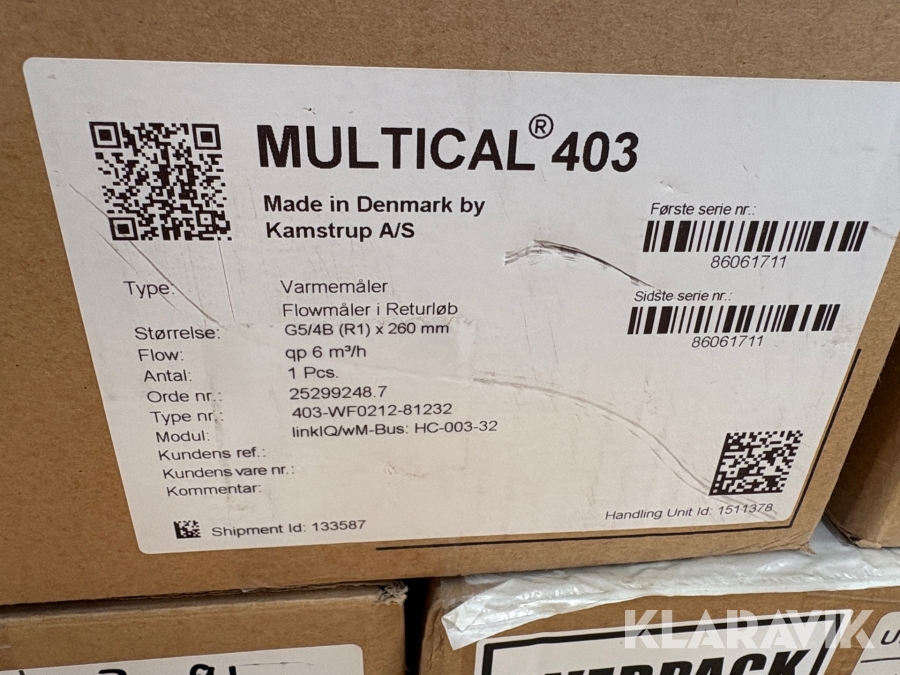 MULTICAL® 403
Made in Denmark by
Kamstrup A/S
Første serie nr.:
86061711
Sidste serie nr.:
86061711
Type: Varmemåler
Flowmåler i Returløb
Størrelse: G5/4B (R1) x 260 mm
Flow: qp 6 m³/h
Antal: 1 Pcs.
Orde nr.: 25299248.7
Type nr.: 403-WF0212-81232
Modul: linkIQ/wM-Bus: HC-003-32
Kundens ref.:
Kundens vare nr.:
Kommentar:
Shipment Id: 133587
Handling Unit Id: 1511378
KLARAVIK